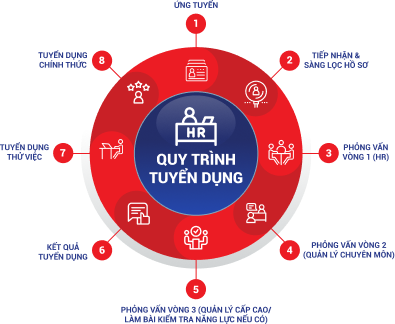 ỨNG TUYỂN
1
2
TIẾP NHẬN &
SÀNG LỌC HỒ SƠ
3
PHỎNG VẤN
VÒNG 1 (HR)
4
PHỎNG VẤN VÒNG 2
(QUẢN LÝ CHUYÊN MÔN)
5
PHỎNG VẤN VÒNG 3 (QUẢN LÝ CẤP CAO/
LÀM BÀI KIỂM TRA NĂNG LỰC NẾU CÓ)
6
KẾT QUẢ
TUYỂN DỤNG
7
TUYỂN DỤNG
THỬ VIỆC
8
TUYỂN DỤNG
CHÍNH THỨC
HR
QUY TRÌNH
TUYỂN DỤNG